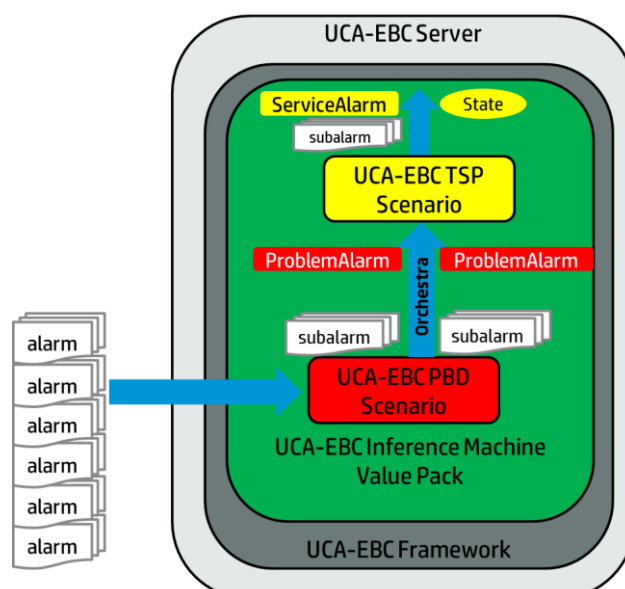 UCA-EBC Server
ServiceAlarm
State
subalarm
UCA-EBC TSP
Scenario
ProblemAlarm
ProblemAlarm
Orchestra
subalarm
subalarm
UCA-EBC PBD
Scenario
alarm
alarm
alarm
alarm
alarm
alarm
UCA-EBC Inference Machine
Value Pack
UCA-EBC Framework